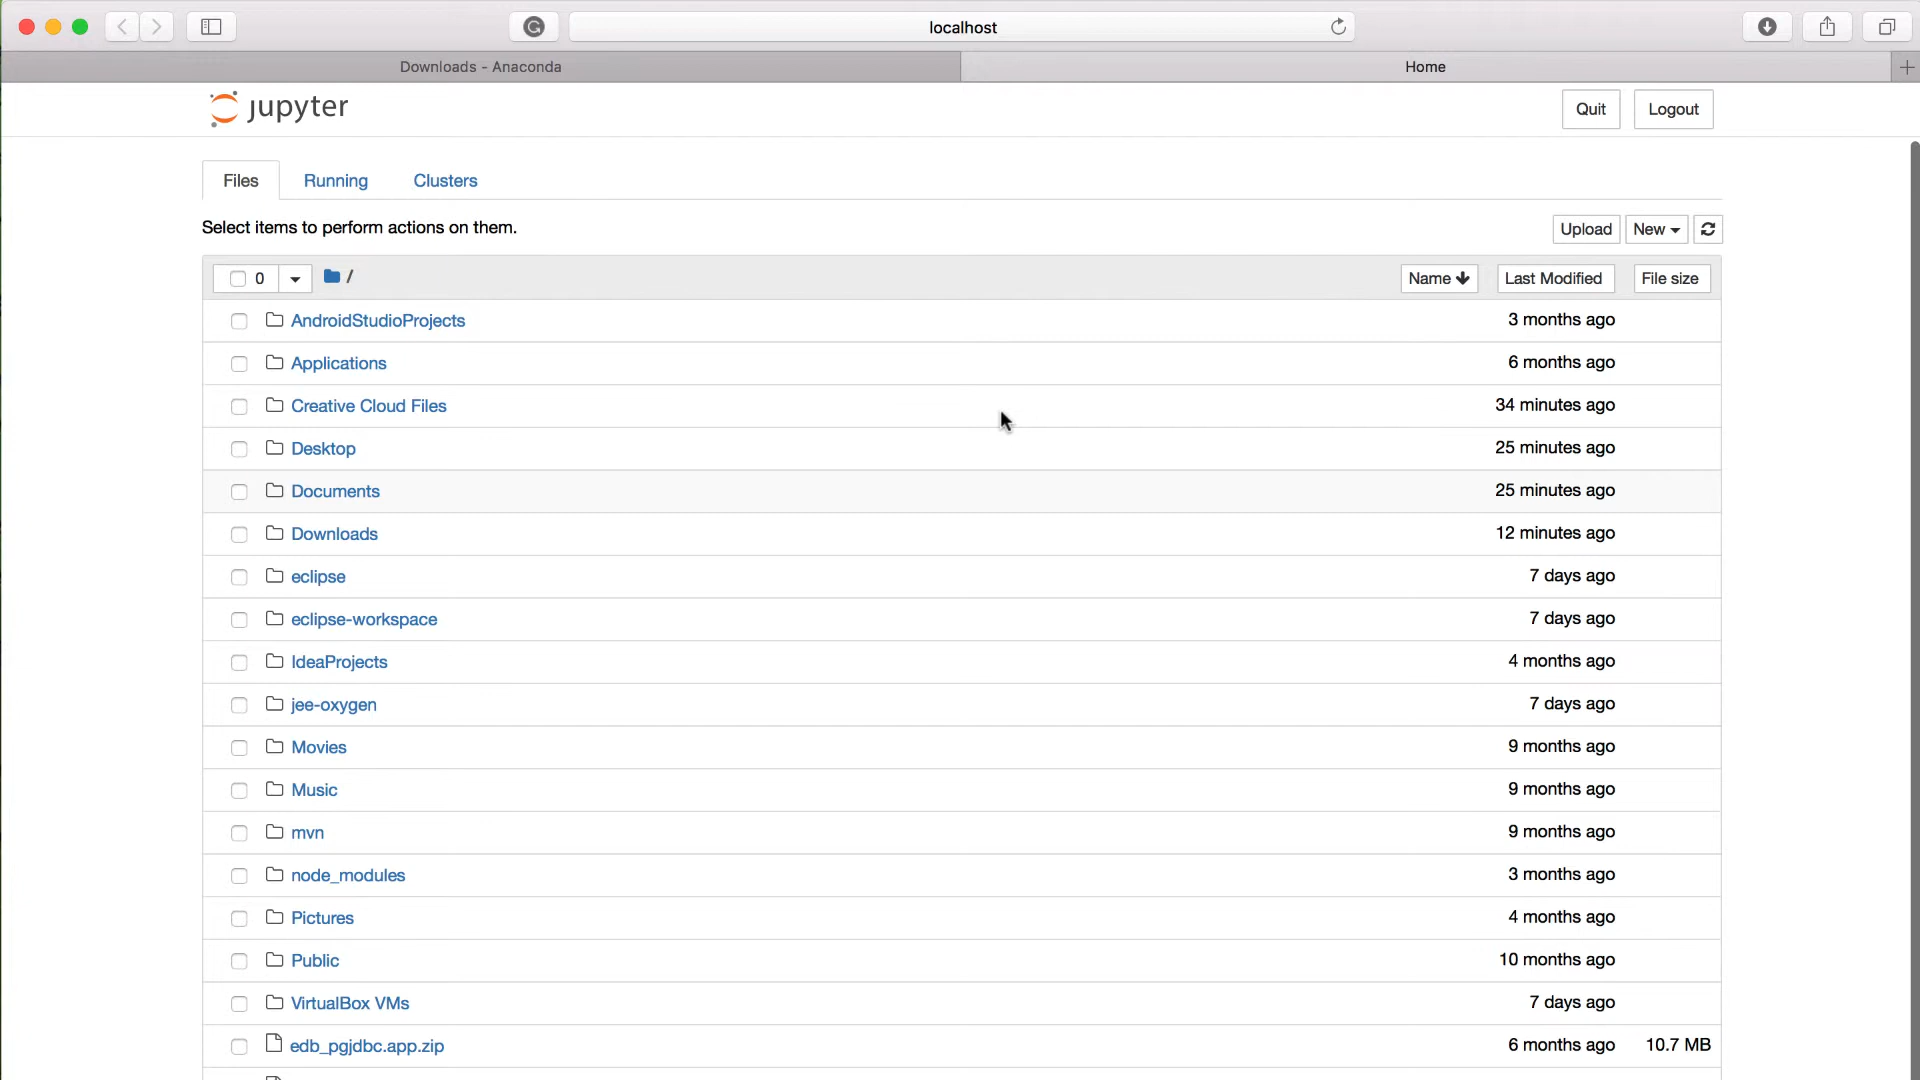 localhost
Downloads - Anaconda
Home
jupyter
Quit
Logout
Files
Running
Clusters
Select items to perform actions on them.
Upload
New
0
/
Name
Last Modified
File size
AndroidStudioProjects 3 months ago
Applications 6 months ago
Creative Cloud Files 34 minutes ago
Desktop 25 minutes ago
Documents 25 minutes ago
Downloads 12 minutes ago
eclipse 7 days ago
eclipse-workspace 7 days ago
IdeaProjects 4 months ago
jee-oxygen 7 days ago
Movies 9 months ago
Music 9 months ago
mvn 9 months ago
node_modules 3 months ago
Pictures 4 months ago
Public 10 months ago
VirtualBox VMs 7 days ago
edb_pgjdbc.app.zip 6 months ago 10.7 MB